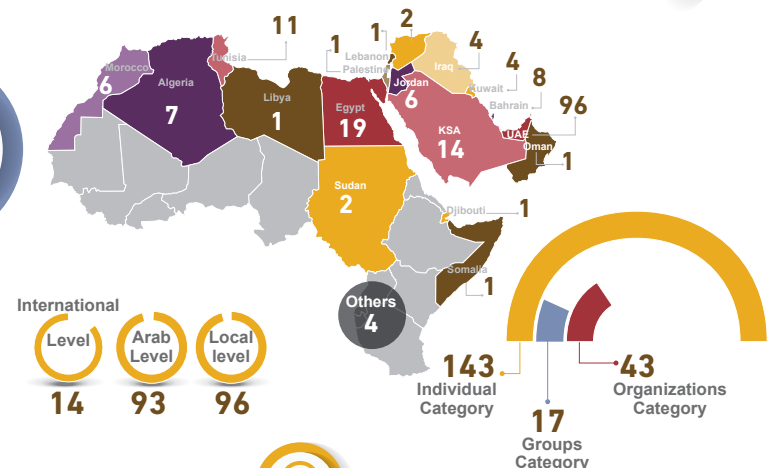 11
Tunisia
Morocco
6
Algeria
7
Libya
1
1
Egypt
19
1
Lebanon
Palestine
2
Jordan
6
Iraq
4
Kuwait
4
Bahrain
8
KSA
14
UAE
96
Oman
1
Sudan
2
Djibouti
1
Somalia
1
Others
4
International
Level
14
Arab
Level
93
Local
level
96
143
Individual
Category
17
Groups
Category
43
Organizations
Category